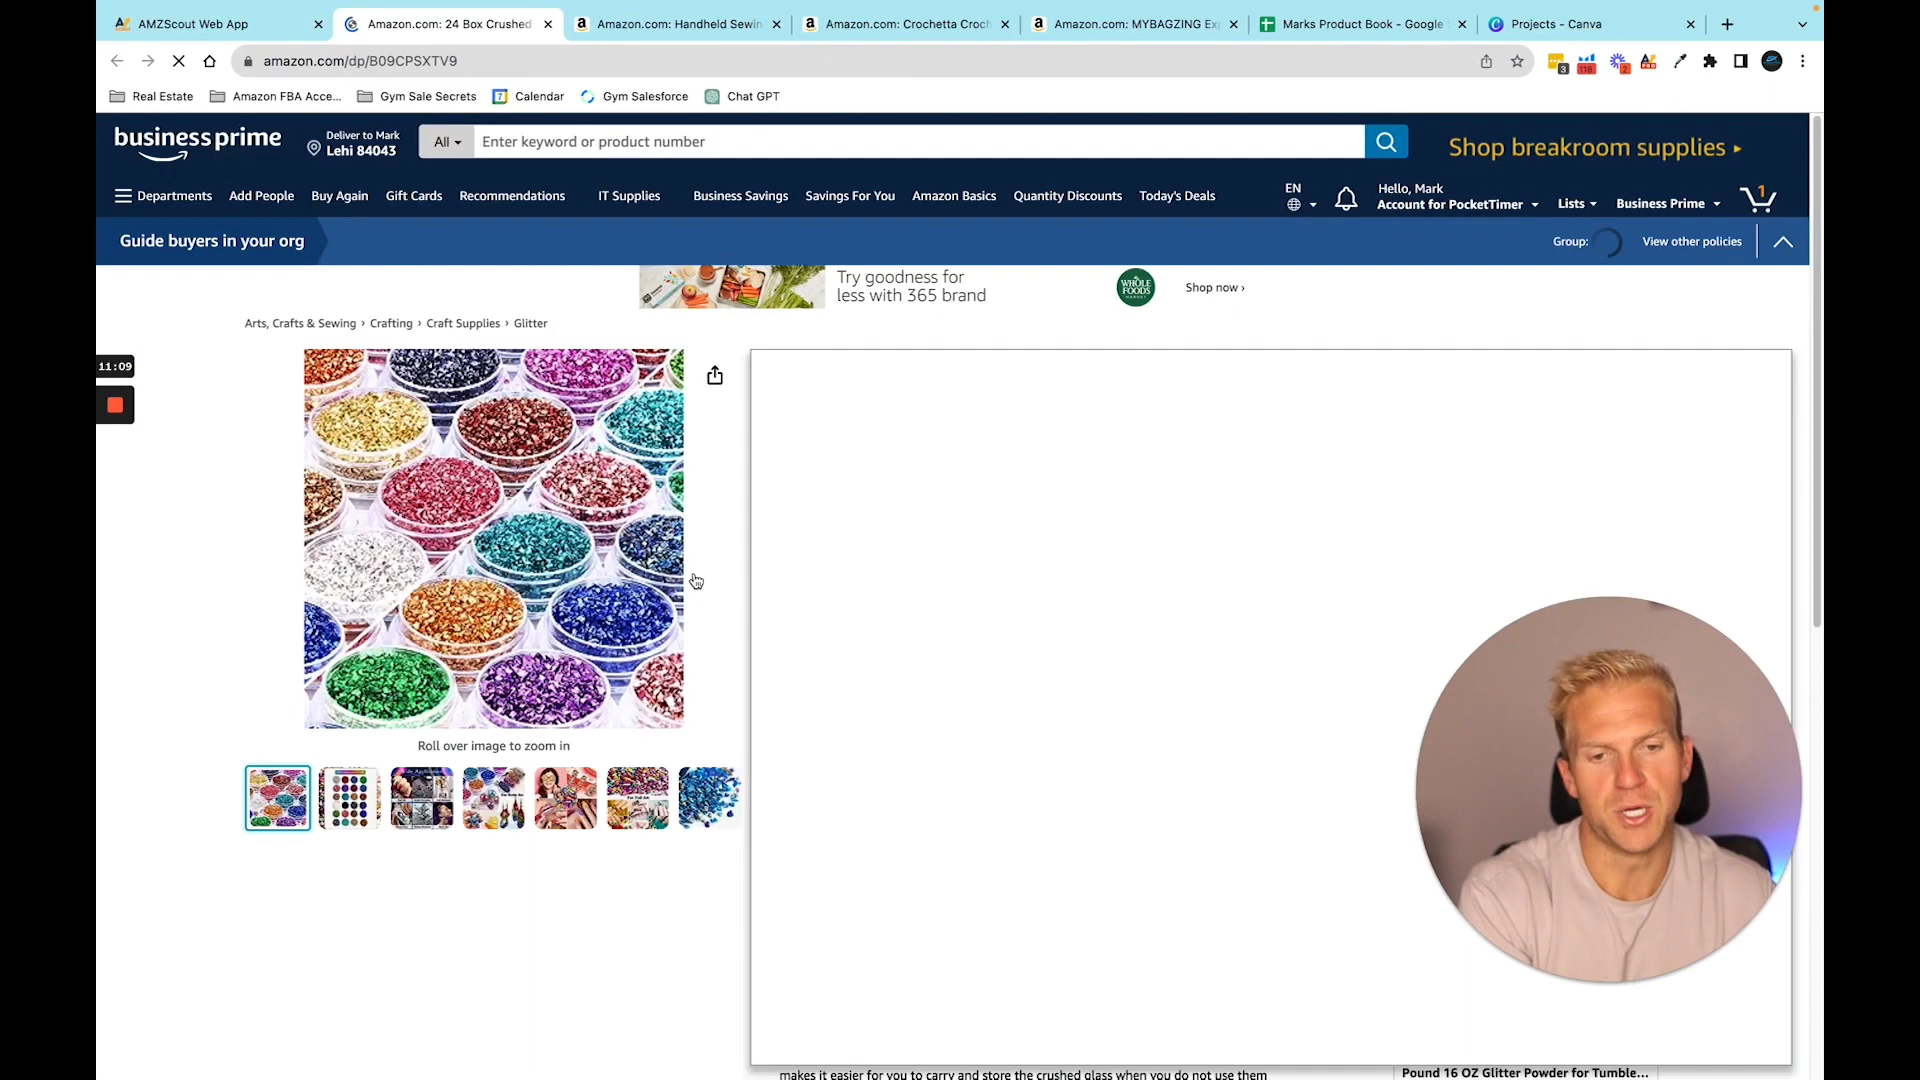 AMZScout Web App
Amazon.com: 24 Box Crushed
Amazon.com: Handheld Sewin
Amazon.com: Crochetta Croch
Amazon.com: MYBAGZING Ex
Marks Product Book - Google
Projects - Canva
amazon.com/dp/B09CPSXTV9
3
118
2
Real Estate
Amazon FBA Acce...
Gym Sale Secrets
7 Calendar
Gym Salesforce
Chat GPT
business prime
Deliver to Mark
Lehi 84043
All
Enter keyword or product number
Shop breakroom supplies
Departments
Add People
Buy Again
Gift Cards
Recommendations
IT Supplies
Business Savings
Savings For You
Amazon Basics
Quantity Discounts
Today's Deals
EN
Hello, Mark
Account for PocketTimer
Lists
Business Prime
1
Guide buyers in your org
Group:
View other policies
Try goodness for
less with 365 brand
WHOLE
FOODS
MARKET
Shop now ›
Arts, Crafts & Sewing › Crafting › Craft Supplies › Glitter
11:09
Roll over image to zoom in
makes it easier for you to carry and store the crushed glass when you do not use them
Pound 16 OZ Glitter Powder for Tumble...